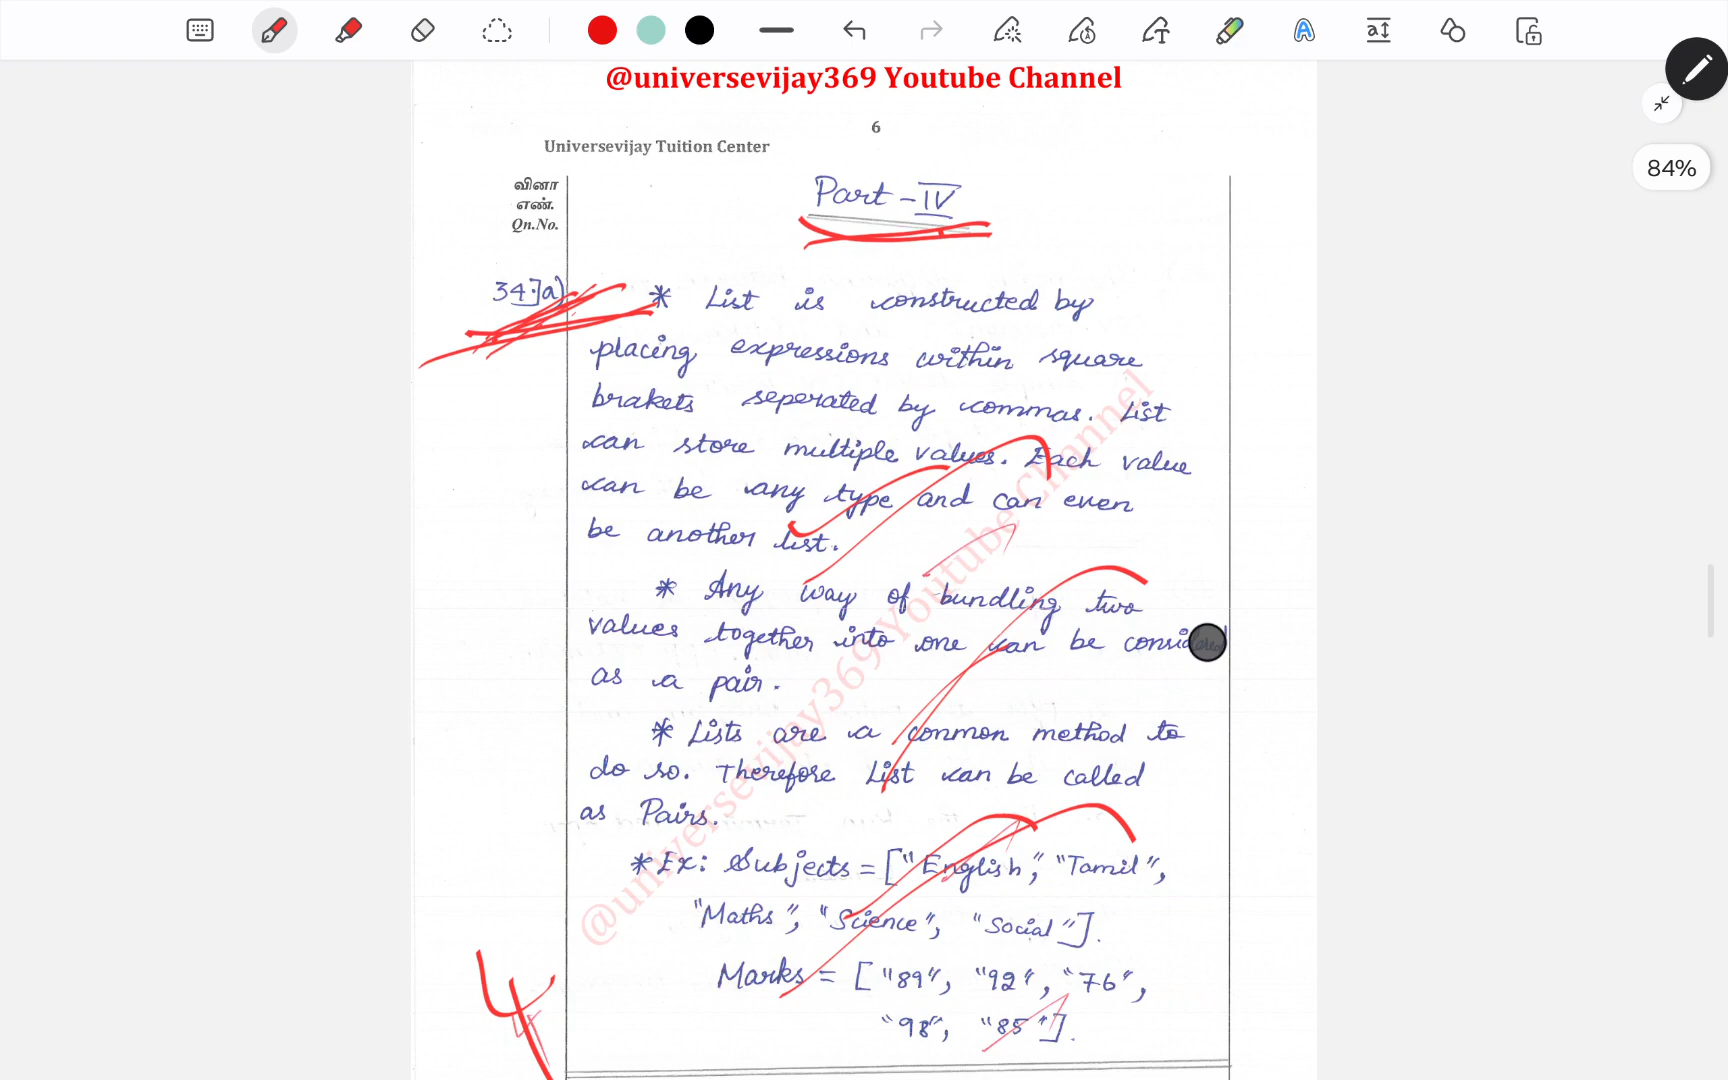 84%
@universevijay369 Youtube Channel
6
Universevijay Tuition Center
வினா
எண்.
Qn.No.
Part - IV
34.]a)
* List is constructed by
placing expressions within square
brakets seperated by commas. List
can store multiple values. Each value
can be any type and can even
be another list.
* Any way of bundling two
values together into one can be considered
as a pair.
* Lists are a common method to
do so. Therefore List can be called
as Pairs.
* Ex: Subjects = ["English", "Tamil",
"Maths", "Science", "Social"].
Marks = ["89", "92", "76",
"98", "85"].
4
@universevijay369 Youtube Channel